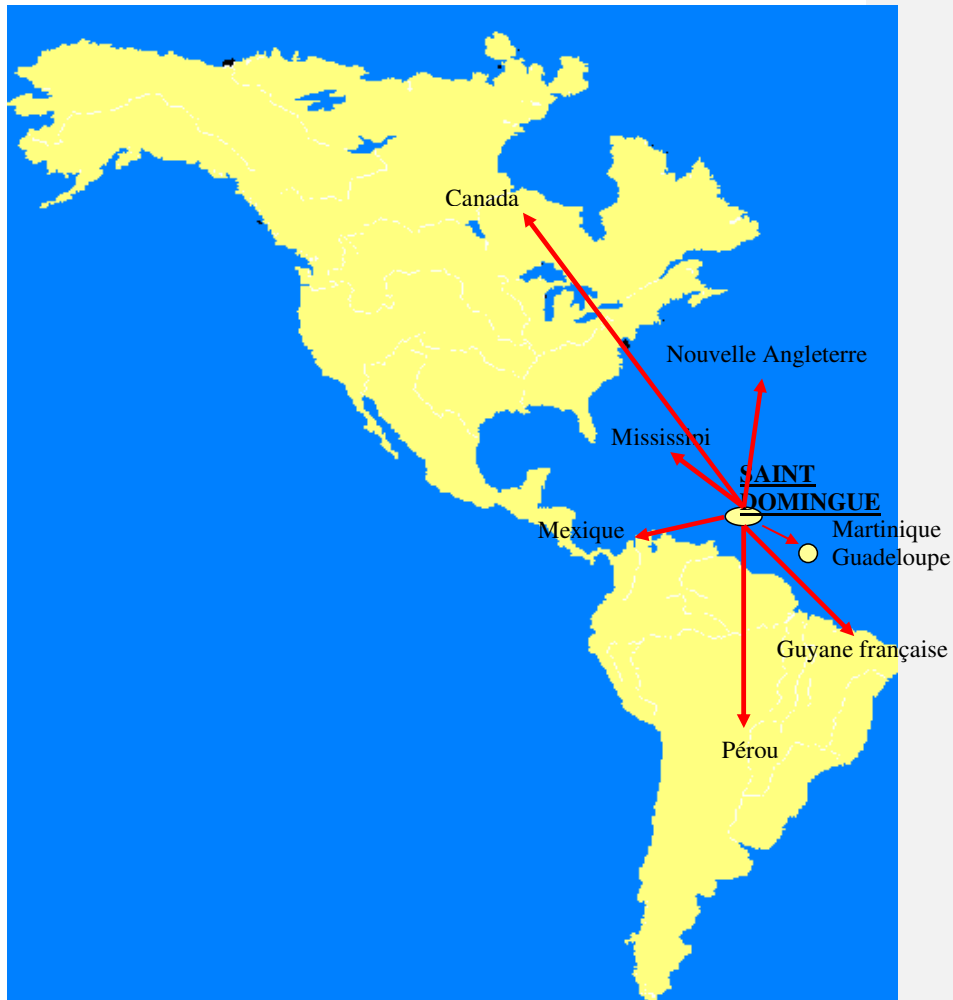 Canada
Nouvelle Angleterre
Mississipi
SAINT
DOMINGUE
Mexique
Martinique
Guadeloupe
Guyane française
Pérou